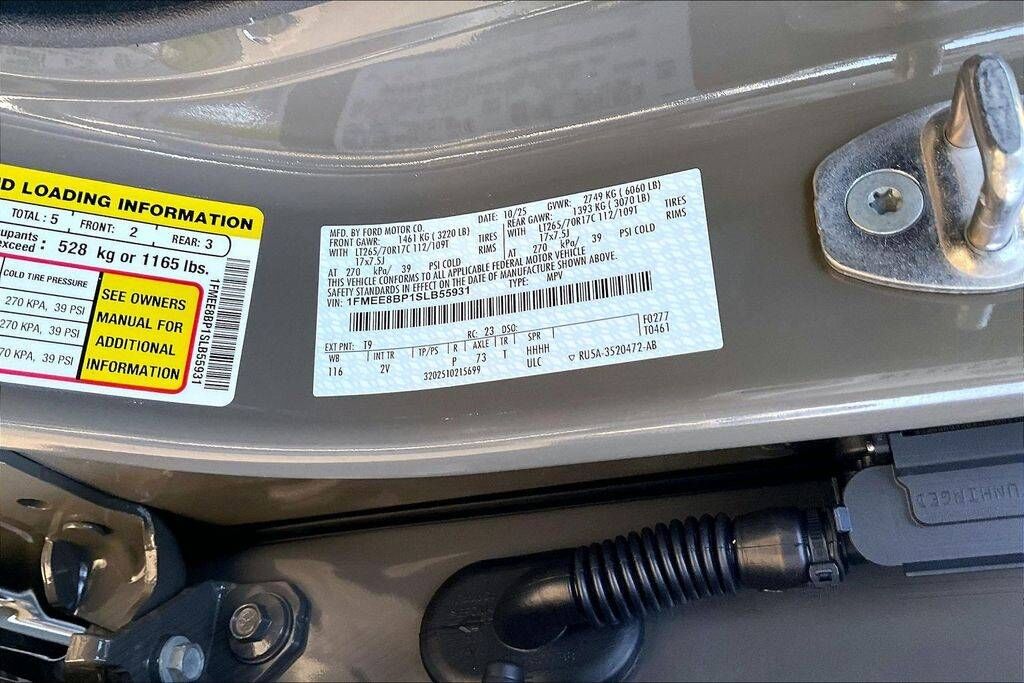 D LOADING INFORMATION
TOTAL: 5 FRONT: 2 REAR: 3
upants
exceed : 528 kg or 1165 lbs.
COLD TIRE PRESSURE
270 KPA, 39 PSI
270 KPA, 39 PSI
70 KPA, 39 PSI
SEE OWNERS
MANUAL FOR
ADDITIONAL
INFORMATION
1FMEE8BP1SLB55931
MFD. BY FORD MOTOR CO. DATE: 10/25 GVWR: 2749 KG ( 6060 LB)
FRONT GAWR: 1461 KG ( 3220 LB) REAR GAWR: 1393 KG ( 3070 LB)
WITH LT265/70R17C 112/109T TIRES WITH LT265/70R17C 112/109T TIRES
17x7.5J RIMS 17x7.5J RIMS
AT 270 kPa/ 39 PSI COLD AT 270 kPa/ 39 PSI COLD
THIS VEHICLE CONFORMS TO ALL APPLICABLE FEDERAL MOTOR VEHICLE
SAFETY STANDARDS IN EFFECT ON THE DATE OF MANUFACTURE SHOWN ABOVE.
VIN: 1FMEE8BP1SLB55931 TYPE: MPV
EXT PNT: T9 RC: 23 DSO: F0277
WB INT TR TP/PS R AXLE TR SPR T0461
116 2V P 73 T HHHH
3202510215699 ULC RU5A-3520472-AB
UNHINGED